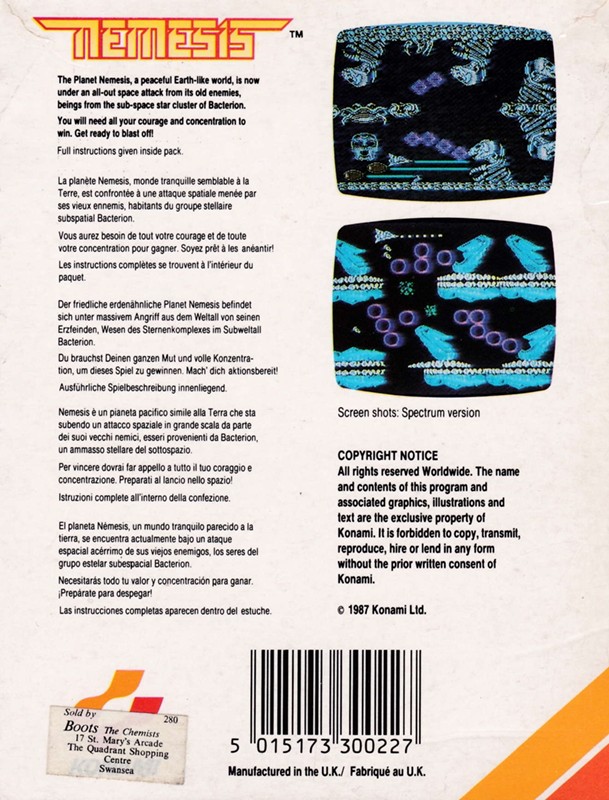 NEMESIS™
The Planet Nemesis, a peaceful Earth-like world, is now
under an all-out space attack from its old enemies,
beings from the sub-space star cluster of Bacterion.
You will need all your courage and concentration to
win. Get ready to blast off!
Full instructions given inside pack.
La planète Nemesis, monde tranquille semblable à la
Terre, est confrontée à une attaque spatiale menée par
ses vieux ennemis, habitants du groupe stellaire
subspatial Bacterion.
Vous aurez besoin de tout votre courage et de toute
votre concentration pour gagner. Soyez prêt à les anéantir!
Les instructions complètes se trouvent à l'intérieur du
paquet.
Der friedliche erdenähnliche Planet Nemesis befindet
sich unter massivem Angriff aus dem Weltall von seinen
Erzfeinden, Wesen des Sternenkomplexes im Subweltall
Bacterion.
Du brauchst Deinen ganzen Mut und volle Konzentra-
tion, um dieses Spiel zu gewinnen. Mach' dich aktionsbereit!
Ausführliche Spielbeschreibung innenliegend.
Nemesis è un pianeta pacifico simile alla Terra che sta
subendo un attacco spaziale in grande scala da parte
dei suoi vecchi nemici, esseri provenienti da Bacterion,
un ammasso stellare del sottospazio.
Per vincere dovrai far appello a tutto il tuo coraggio e
concentrazione. Preparati al lancio nello spazio!
Istruzioni complete all'interno della confezione.
El planeta Némesis, un mundo tranquilo parecido a la
tierra, se encuentra actualmente bajo un ataque
espacial acérrimo de sus viejos enemigos, los seres del
grupo estelar subespacial Bacterion.
Necesitarás todo tu valor y concentración para ganar.
¡Prepárate para despegar!
Las instrucciones completas aparecen dentro del estuche.
Screen shots: Spectrum version
COPYRIGHT NOTICE
All rights reserved Worldwide. The name
and contents of this program and
associated graphics, illustrations and
text are the exclusive property of
Konami. It is forbidden to copy, transmit,
reproduce, hire or lend in any form
without the prior written consent of
Konami.
© 1987 Konami Ltd.
Sold by 280
Boots The Chemists
17 St. Mary's Arcade
The Quadrant Shopping
Centre
Swansea
5 015173 300227
Manufactured in the U.K./ Fabriqué au U.K.